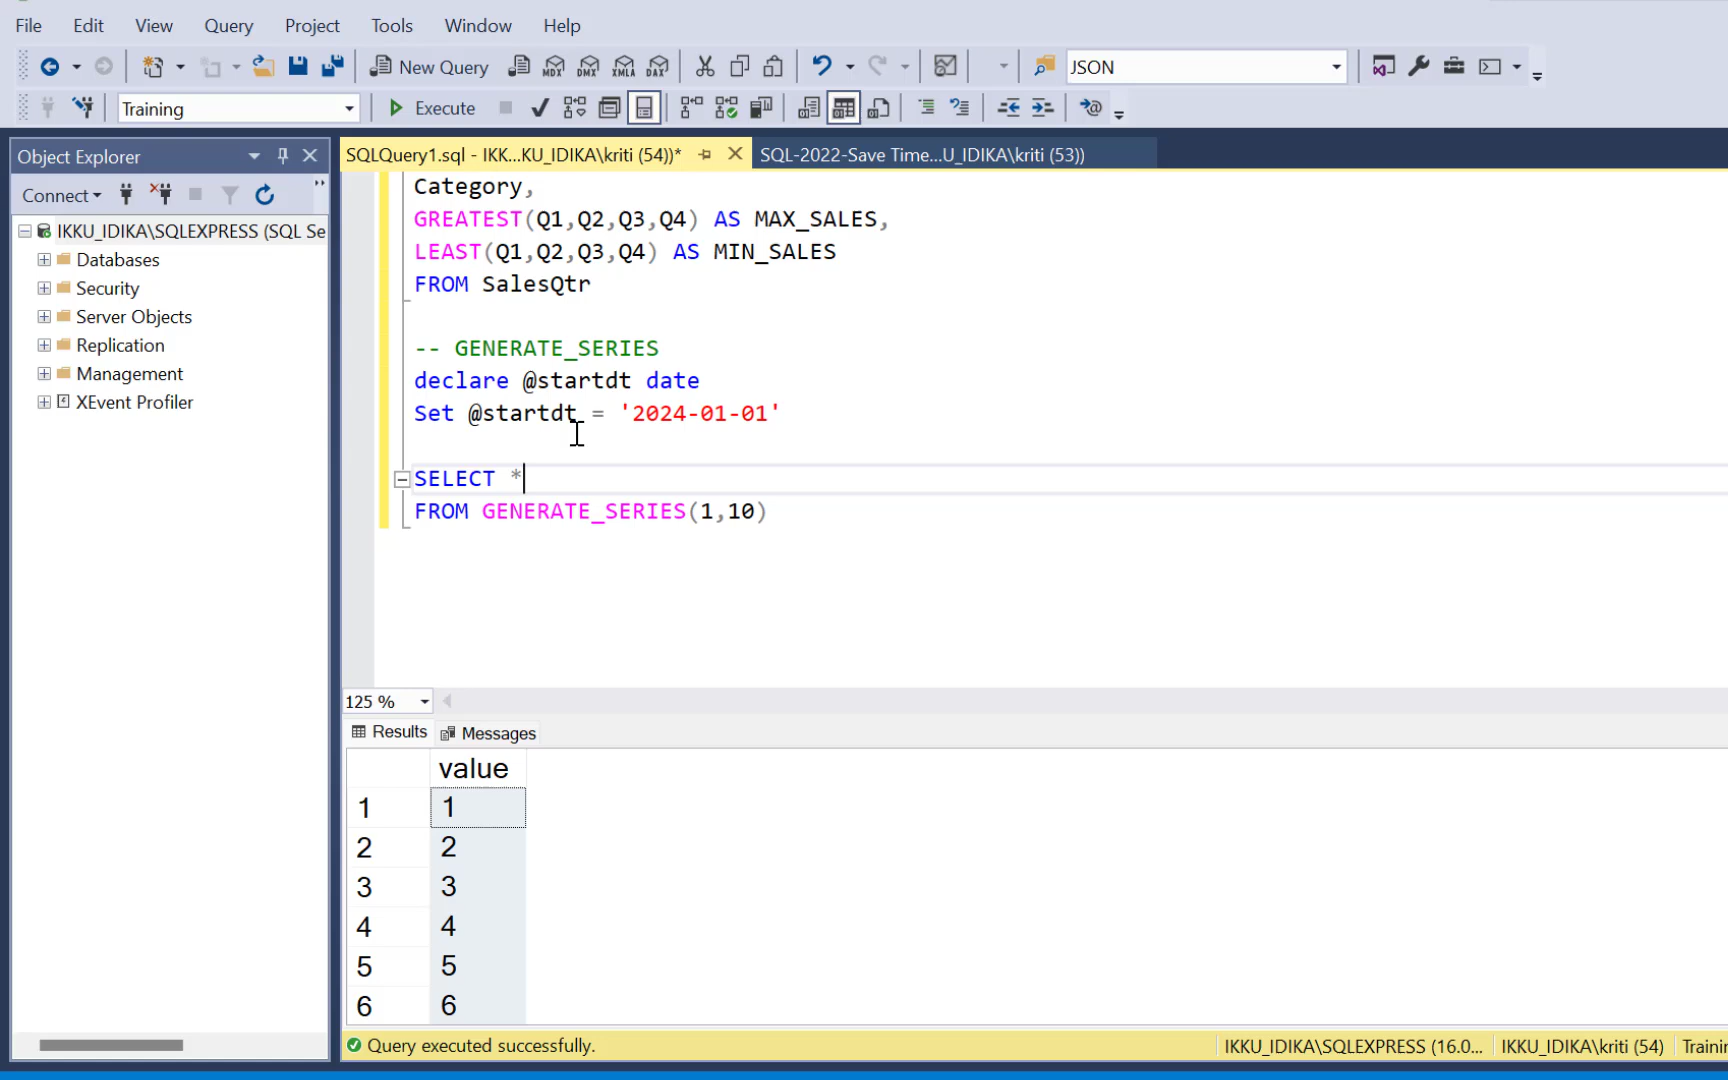 File Edit View Query Project Tools Window Help
New Query MDX DMX XMLA DAX JSON
Training Execute
Object Explorer
Connect
IKKU_IDIKA\SQLEXPRESS (SQL Se
Databases
Security
Server Objects
Replication
Management
XEvent Profiler
SQLQuery1.sql - IKK...KU_IDIKA\kriti (54))* SQL-2022-Save Time...U_IDIKA\kriti (53))
Category,
GREATEST(Q1,Q2,Q3,Q4) AS MAX_SALES,
LEAST(Q1,Q2,Q3,Q4) AS MIN_SALES
FROM SalesQtr
-- GENERATE_SERIES
declare @startdt date
Set @startdt = '2024-01-01'
SELECT *
FROM GENERATE_SERIES(1,10)
125 %
Results Messages
value
1 1
2 2
3 3
4 4
5 5
6 6
Query executed successfully. IKKU_IDIKA\SQLEXPRESS (16.0... IKKU_IDIKA\kriti (54) Trainin